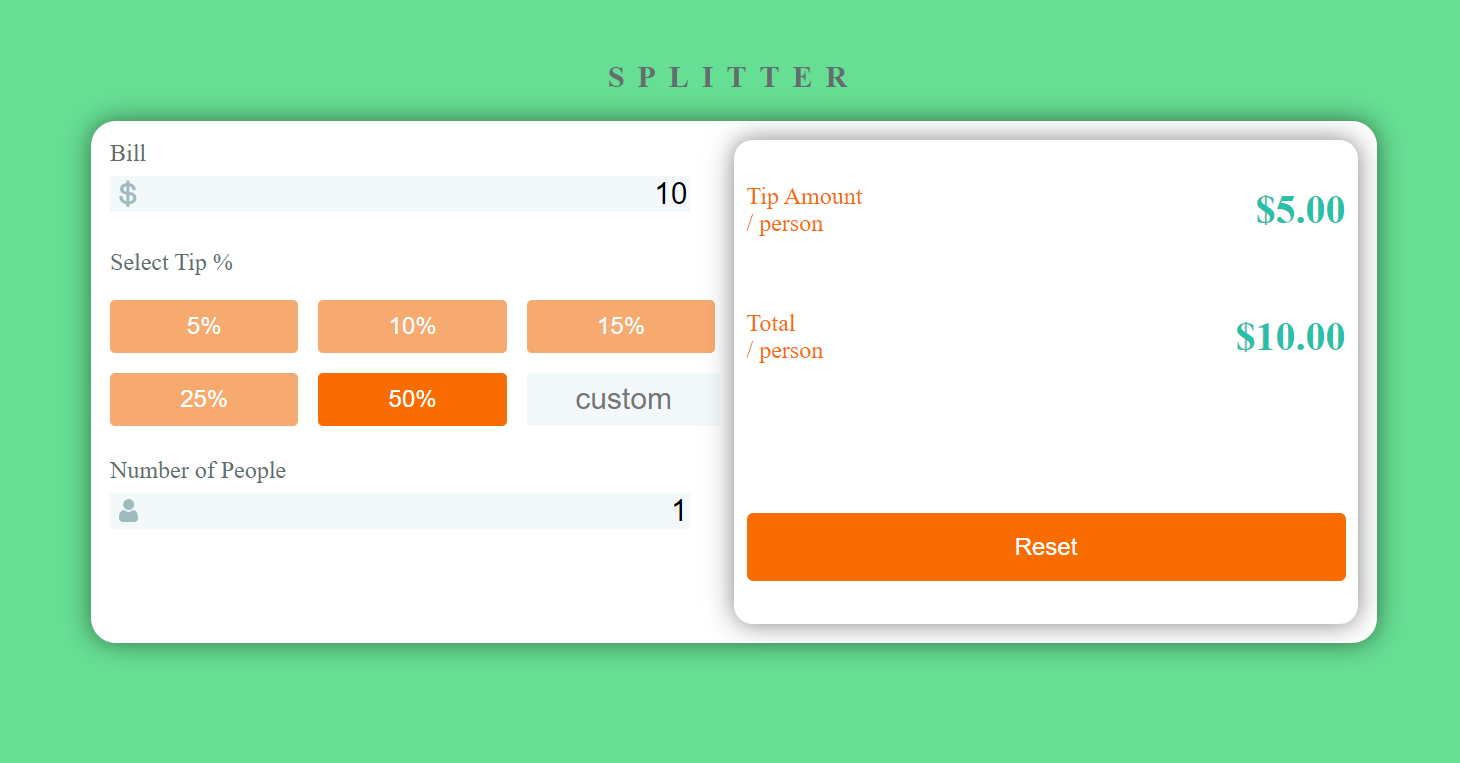 S P L I T T E R
Bill
$ 10
Select Tip %
5% 10% 15%
25% 50% custom
Number of People
1
Tip Amount
/ person
$5.00
Total
/ person
$10.00
Reset